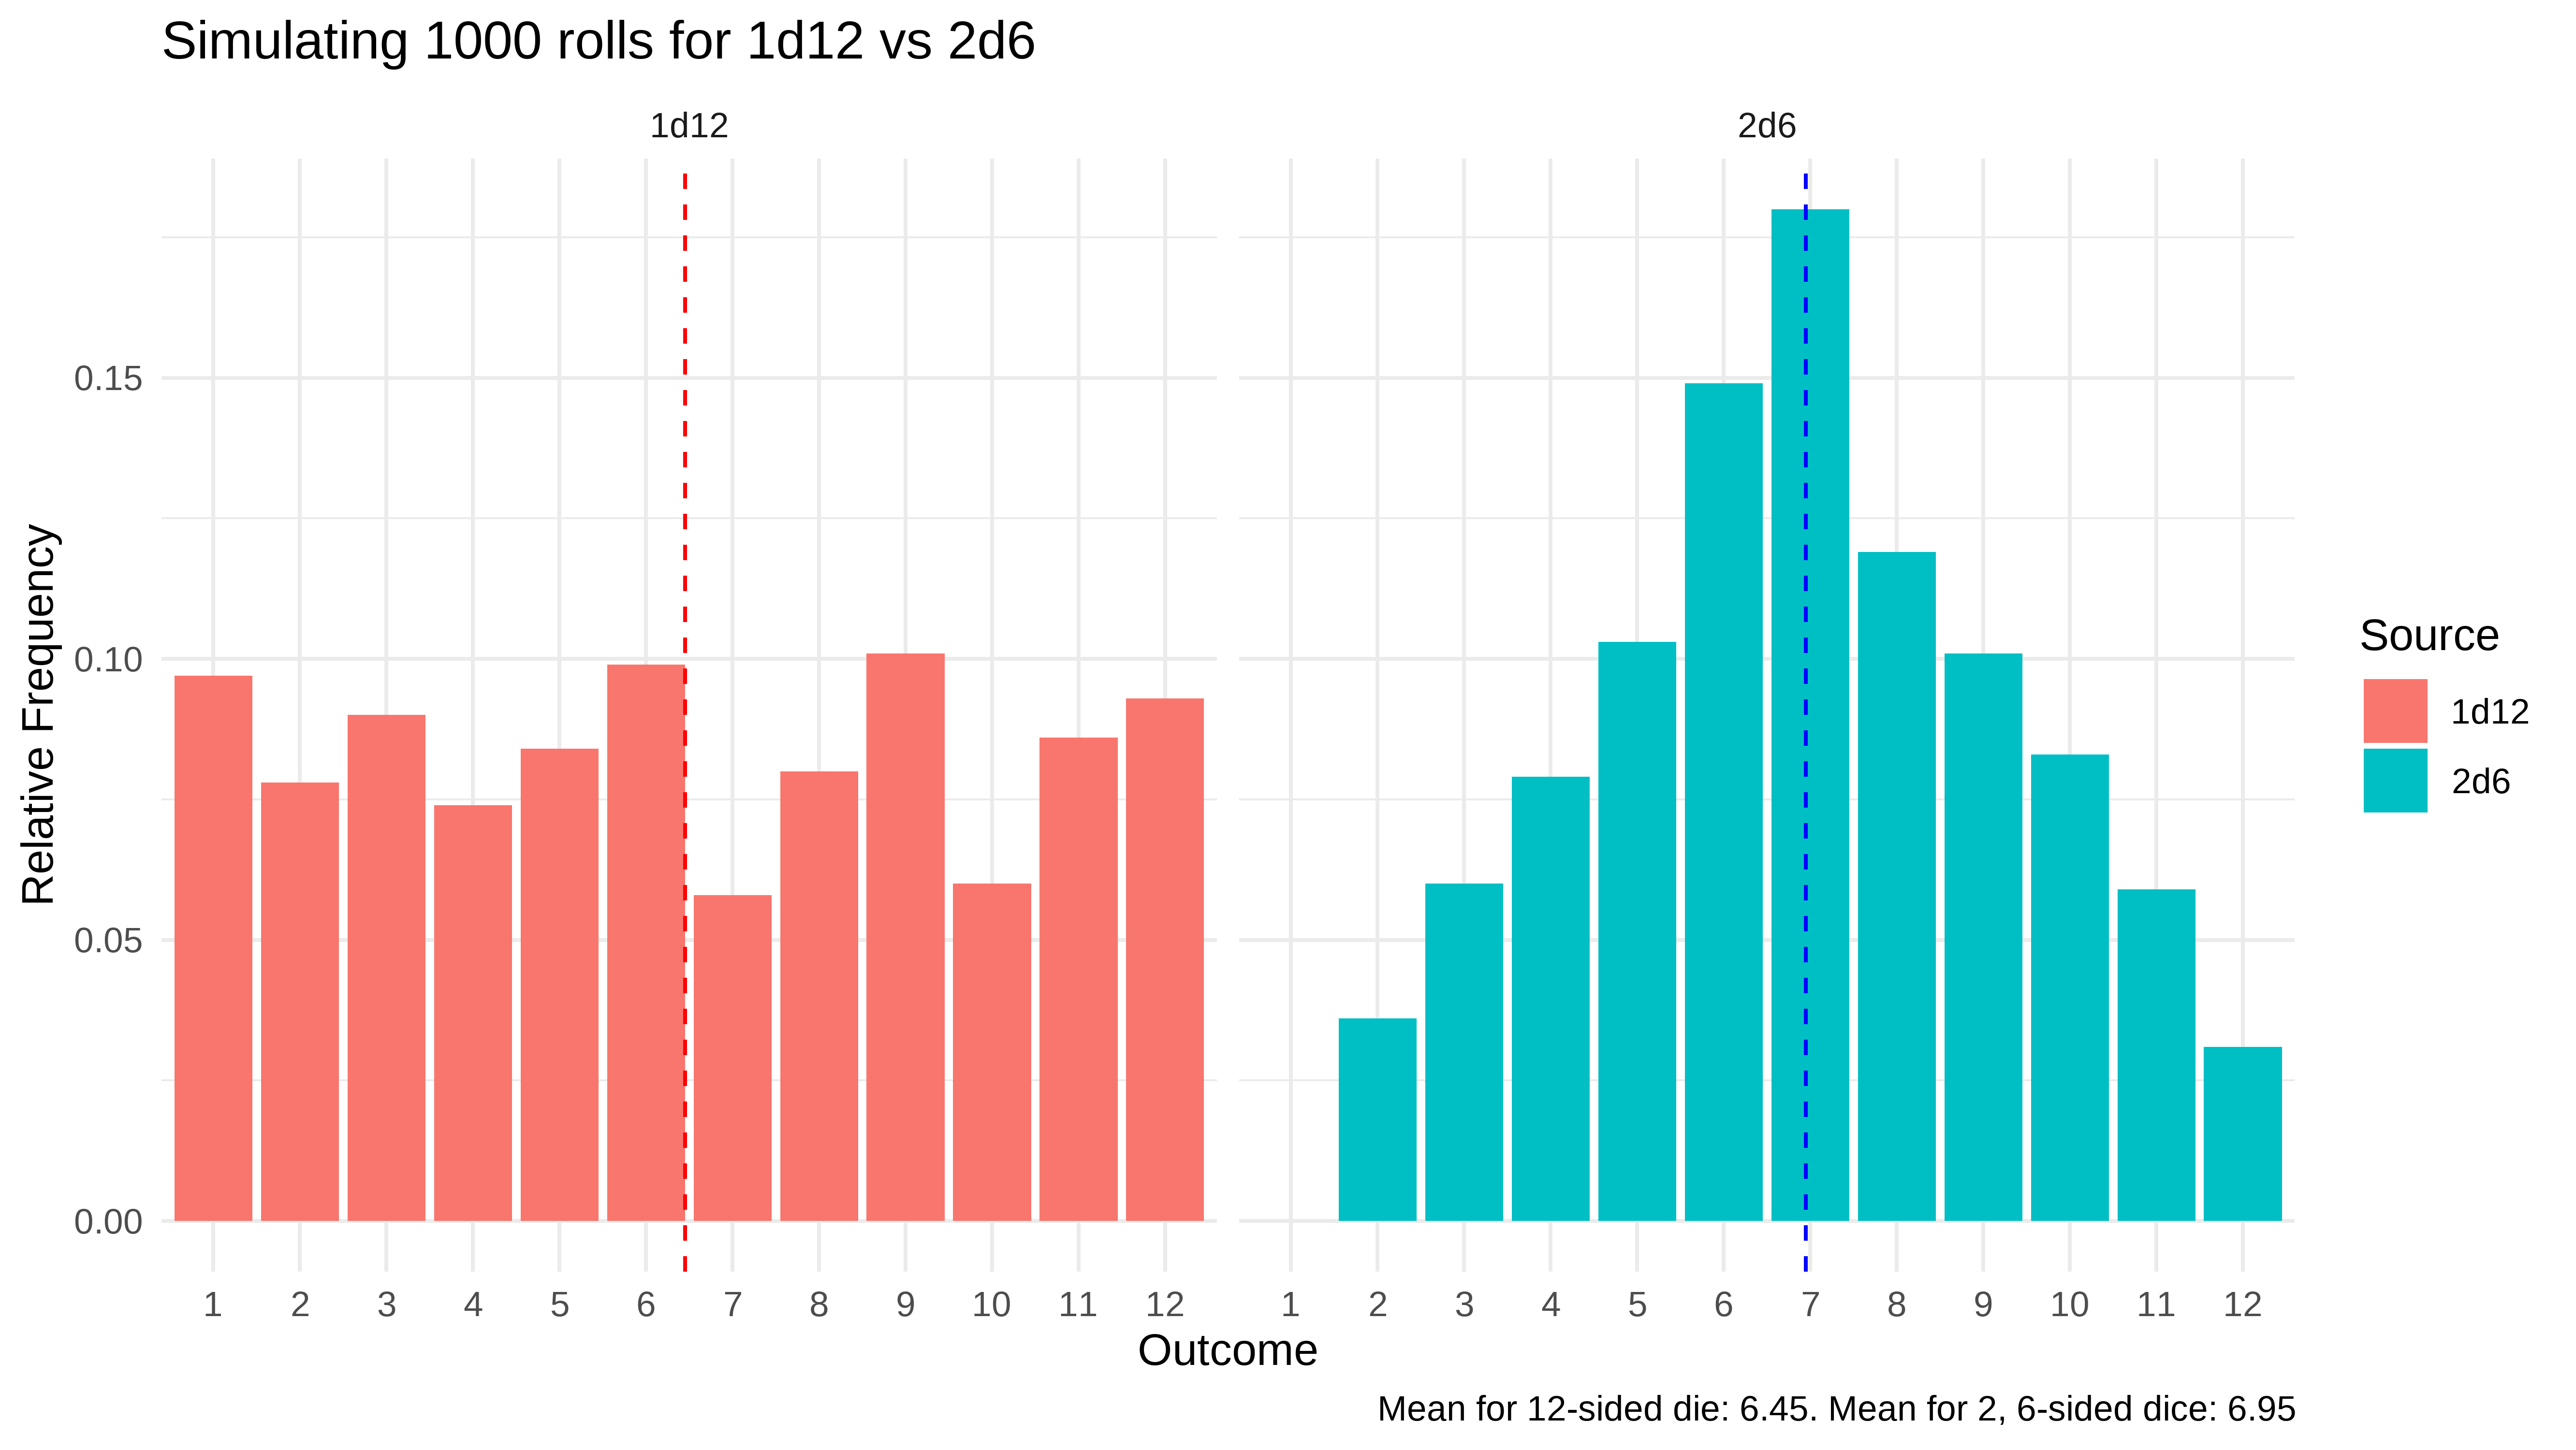 Simulating 1000 rolls for 1d12 vs 2d6
1d12
2d6
Relative Frequency
0.15
0.10
0.05
0.00
1 2 3 4 5 6 7 8 9 10 11 12
1 2 3 4 5 6 7 8 9 10 11 12
Outcome
Source
1d12
2d6
Mean for 12-sided die: 6.45. Mean for 2, 6-sided dice: 6.95